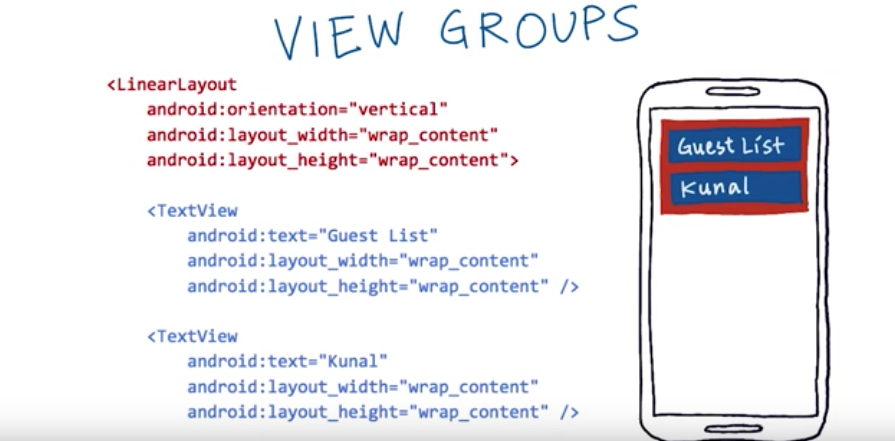 VIEW GROUPS
<LinearLayout
android:orientation="vertical"
android:layout_width="wrap_content"
android:layout_height="wrap_content">
<TextView
android:text="Guest List"
android:layout_width="wrap_content"
android:layout_height="wrap_content" />
<TextView
android:text="Kunal"
android:layout_width="wrap_content"
android:layout_height="wrap_content" />
Guest List
Kunal